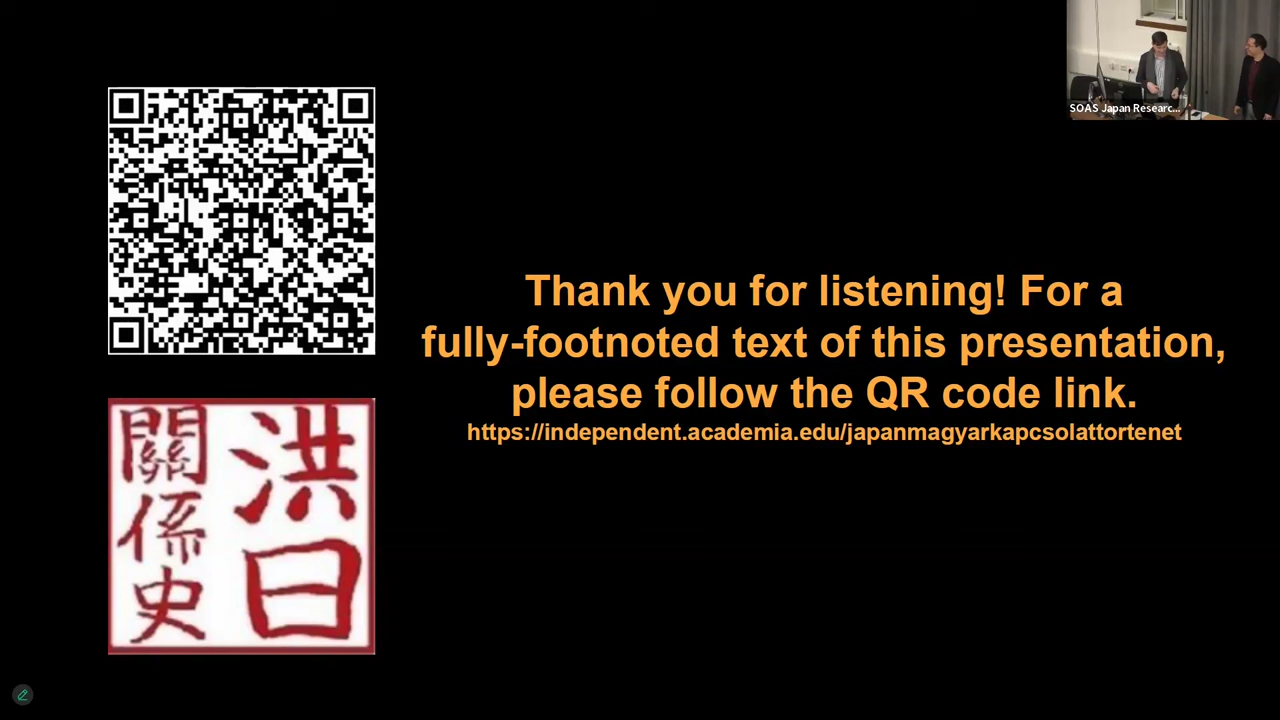 Thank you for listening! For a
fully-footnoted text of this presentation,
please follow the QR code link.
https://independent.academia.edu/japanmagyarkapcsolattortenet
洪日
關係史
SOAS Japan Researc...